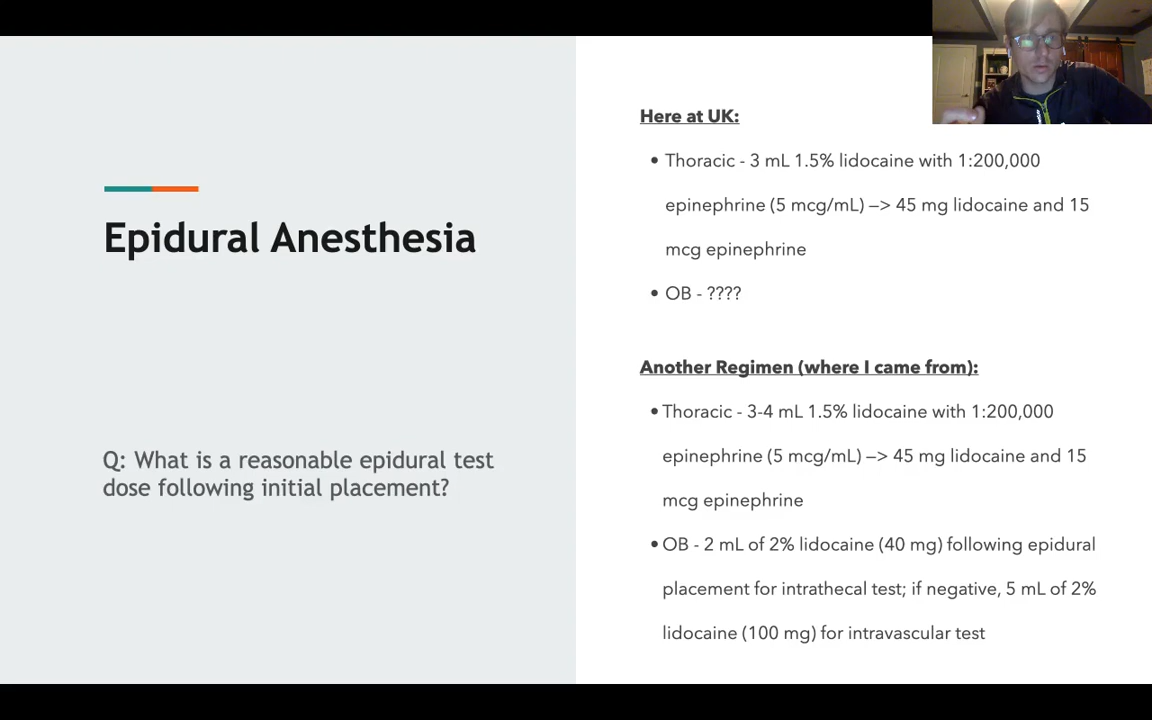 Epidural Anesthesia
Q: What is a reasonable epidural test
dose following initial placement?
Here at UK:
• Thoracic - 3 mL 1.5% lidocaine with 1:200,000
epinephrine (5 mcg/mL) —> 45 mg lidocaine and 15
mcg epinephrine
• OB - ????
Another Regimen (where I came from):
• Thoracic - 3-4 mL 1.5% lidocaine with 1:200,000
epinephrine (5 mcg/mL) —> 45 mg lidocaine and 15
mcg epinephrine
• OB - 2 mL of 2% lidocaine (40 mg) following epidural
placement for intrathecal test; if negative, 5 mL of 2%
lidocaine (100 mg) for intravascular test